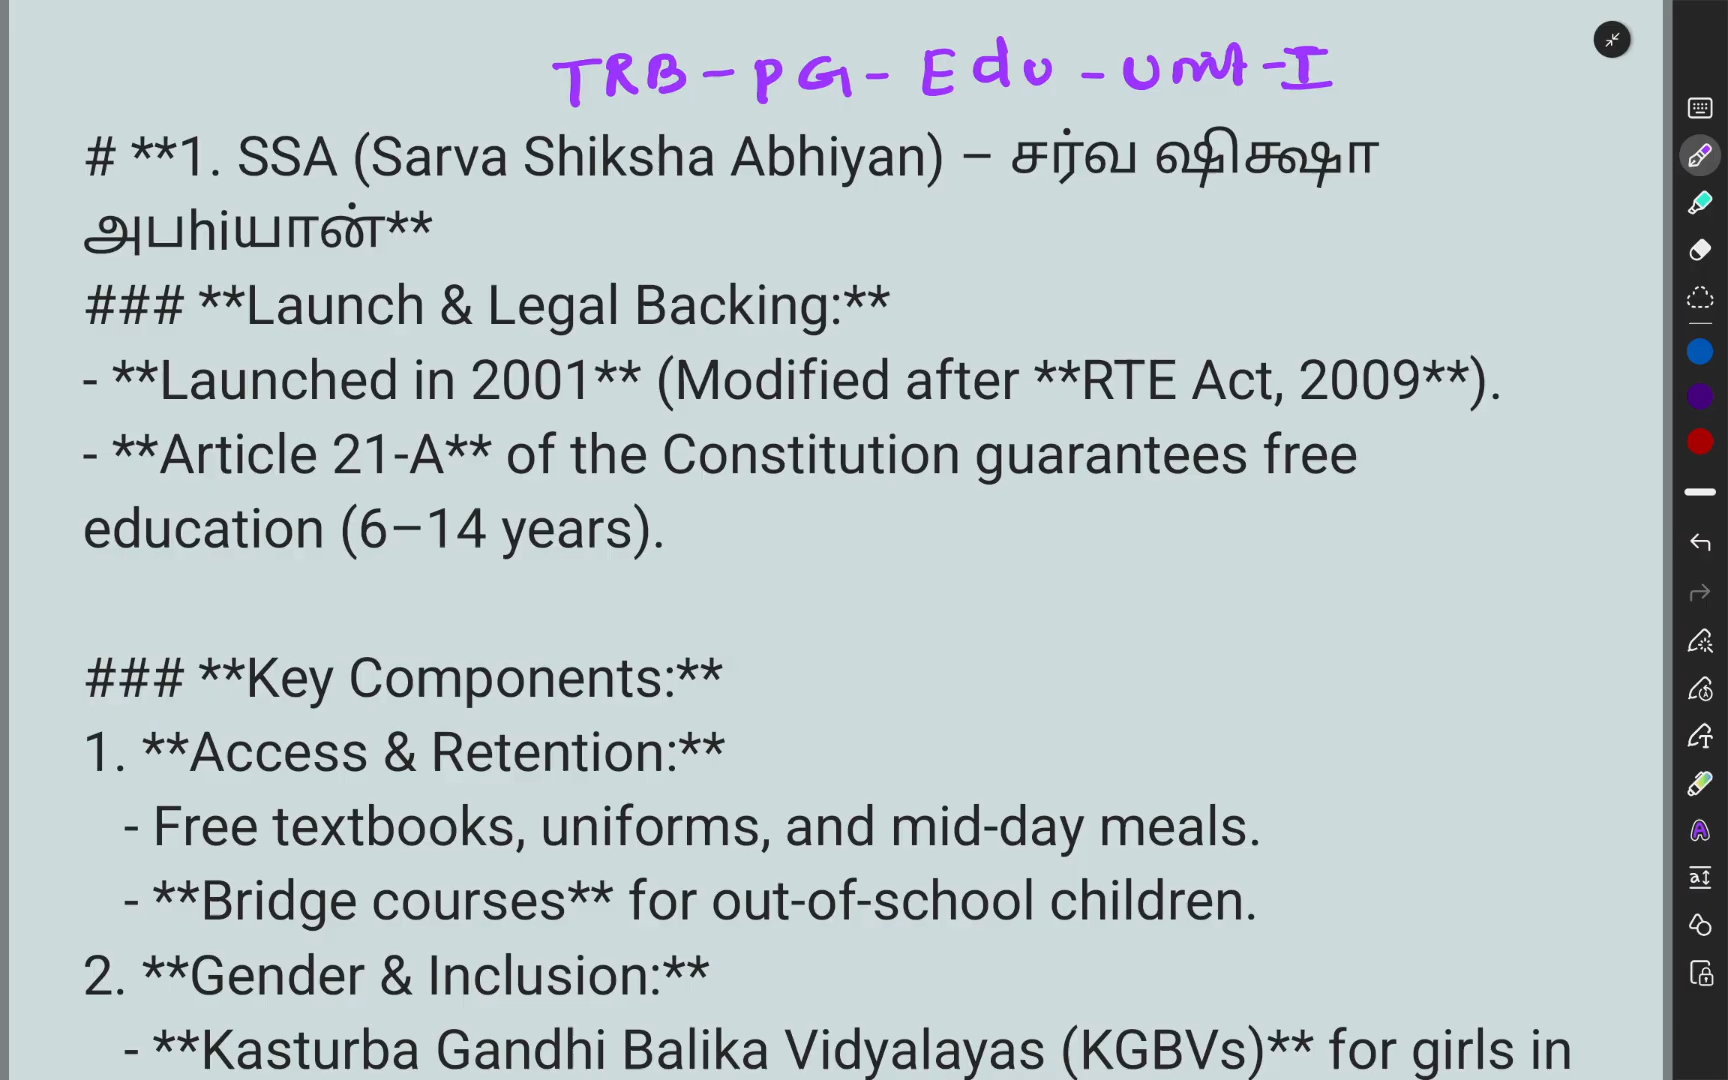 TRB - PG - Edu - Unit - I
# **1. SSA (Sarva Shiksha Abhiyan) – சர்வ ஷிக்ஷா
அபhiயான்**
### **Launch & Legal Backing:**
- **Launched in 2001** (Modified after **RTE Act, 2009**).
- **Article 21-A** of the Constitution guarantees free
education (6–14 years).
### **Key Components:**
1. **Access & Retention:**
- Free textbooks, uniforms, and mid-day meals.
- **Bridge courses** for out-of-school children.
2. **Gender & Inclusion:**
- **Kasturba Gandhi Balika Vidyalayas (KGBVs)** for girls in